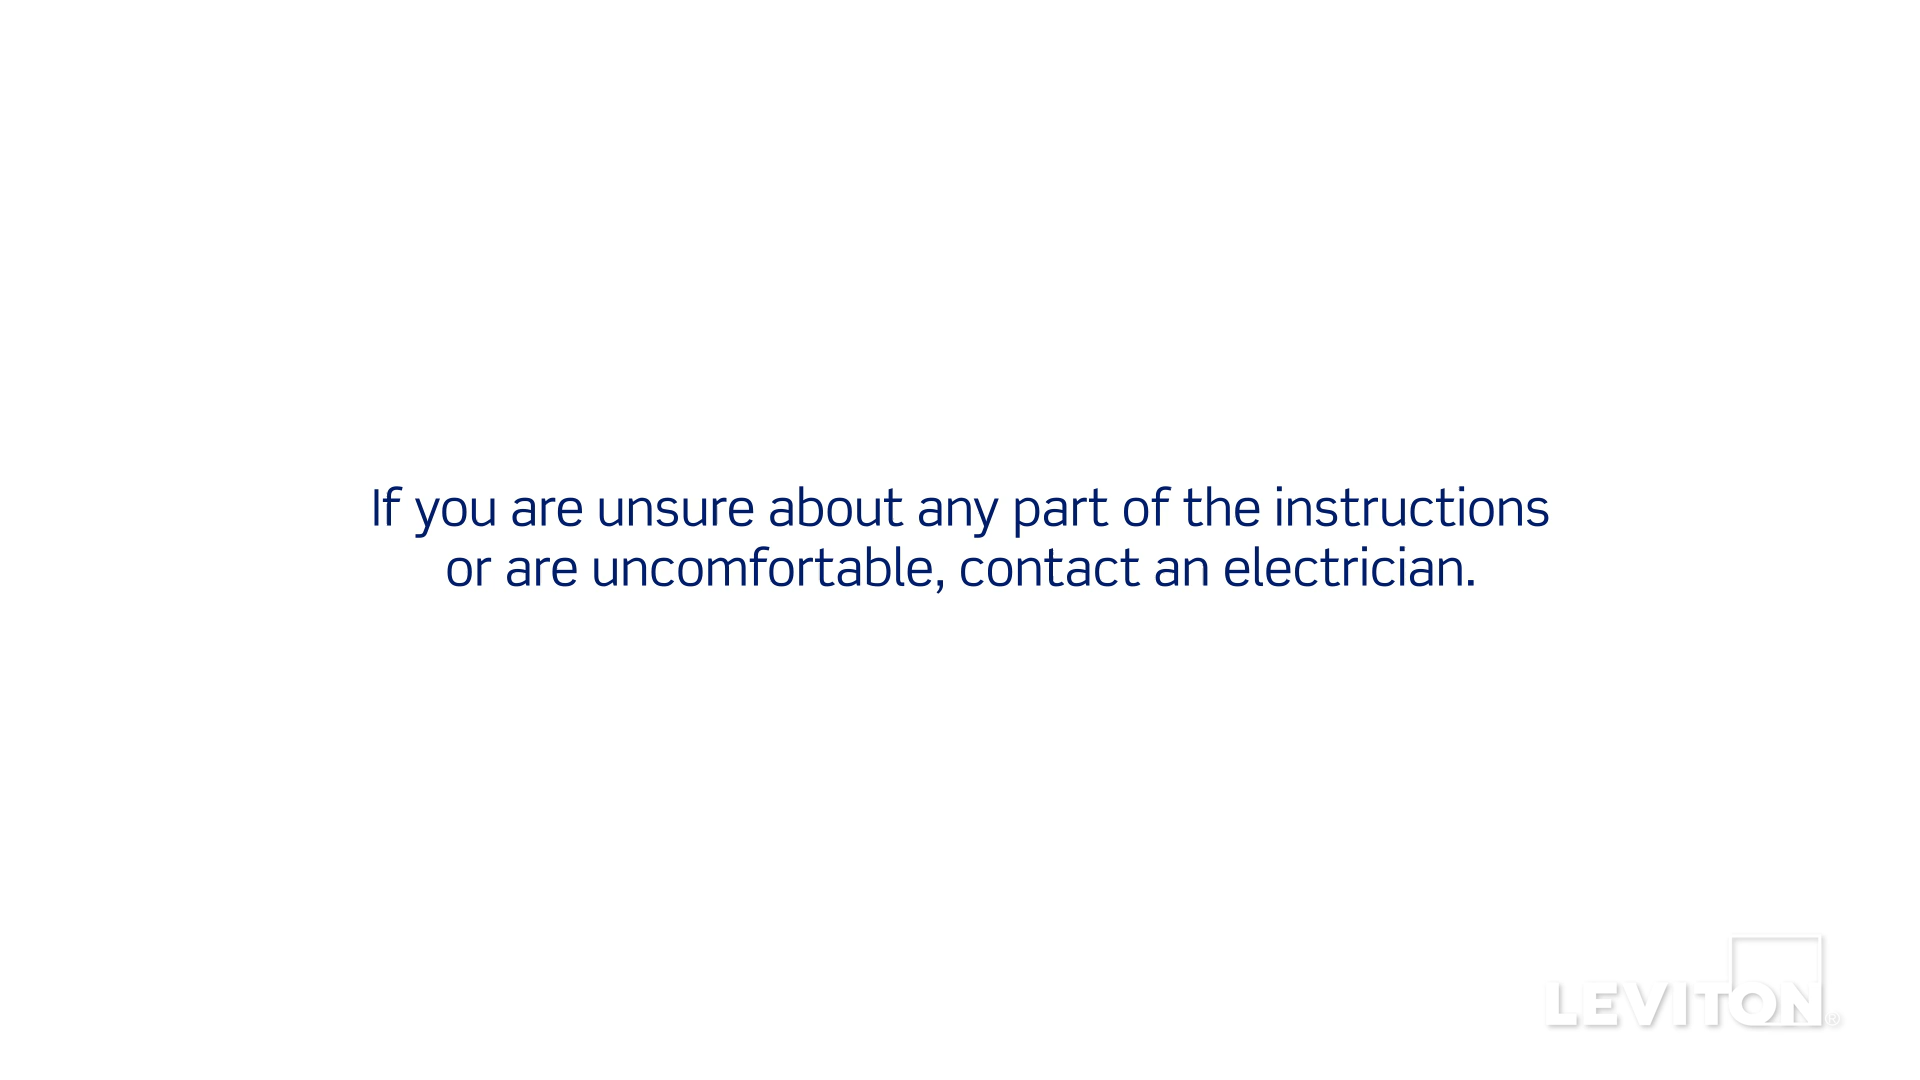 If you are unsure about any part of the instructions
or are uncomfortable, contact an electrician.
LEVITON®